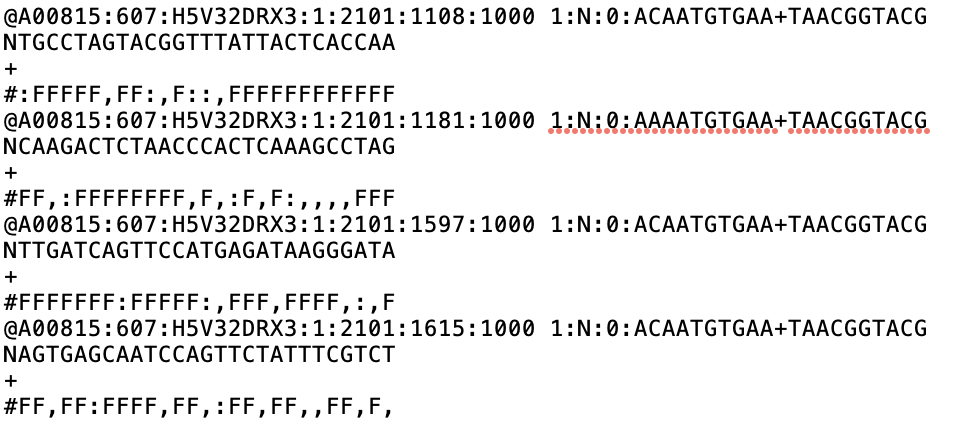 @A00815:607:H5V32DRX3:1:2101:1108:1000 1:N:0:ACAATGTGAA+TAACGGTACG
NTGCCTAGTACGGTTTATTACTCACCAA
+
#:FFFFF,FF:,F::,FFFFFFFFFFFF
@A00815:607:H5V32DRX3:1:2101:1181:1000 1:N:0:AAAATGTGAA+TAACGGTACG
NCAAGACTCTAACCCACTCAAAGCCTAG
+
#FF,:FFFFFFFF,F,:F,F:,,,,FFF
@A00815:607:H5V32DRX3:1:2101:1597:1000 1:N:0:ACAATGTGAA+TAACGGTACG
NTTGATCAGTTCCATGAGATAAGGGATA
+
#FFFFFFF:FFFFF:,FFF,FFFF,:,F
@A00815:607:H5V32DRX3:1:2101:1615:1000 1:N:0:ACAATGTGAA+TAACGGTACG
NAGTGAGCAATCCAGTTCTATTTCGTCT
+
#FF,FF:FFFF,FF,:FF,FF,,FF,F,